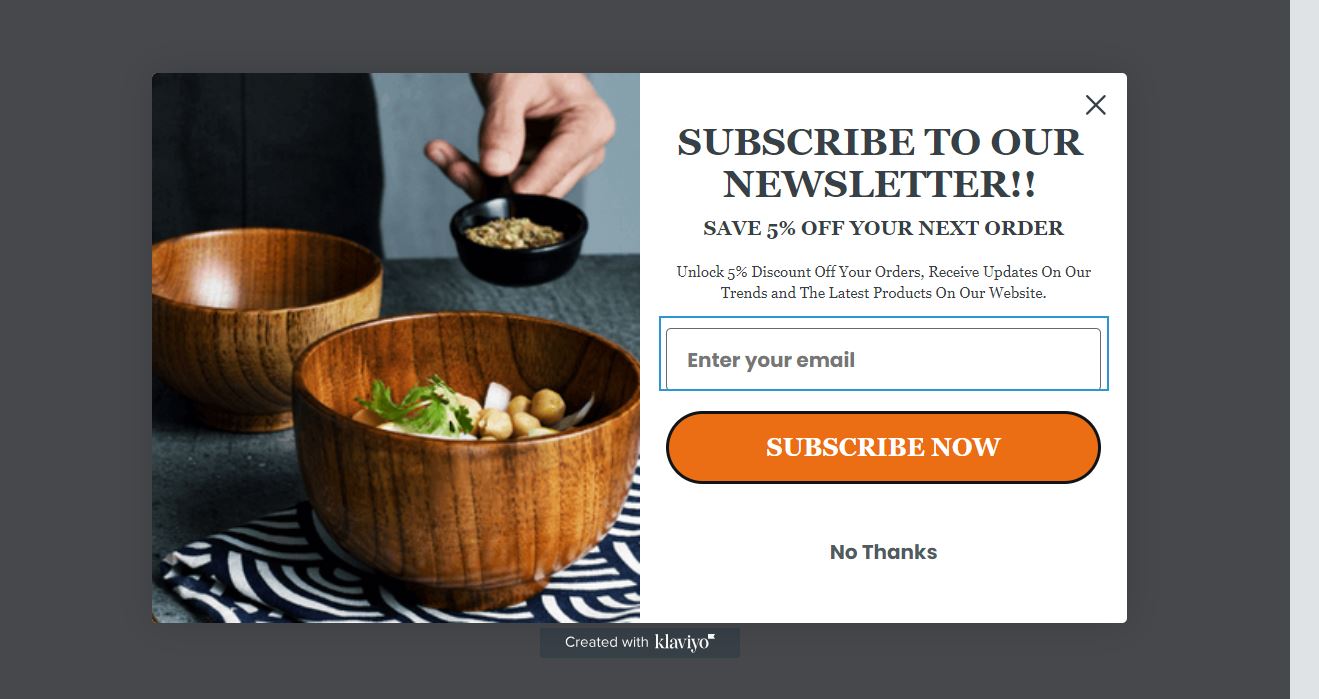 SUBSCRIBE TO OUR
NEWSLETTER!!
SAVE 5% OFF YOUR NEXT ORDER
Unlock 5% Discount Off Your Orders, Receive Updates On Our
Trends and The Latest Products On Our Website.
Enter your email
SUBSCRIBE NOW
No Thanks
Created with klaviyo